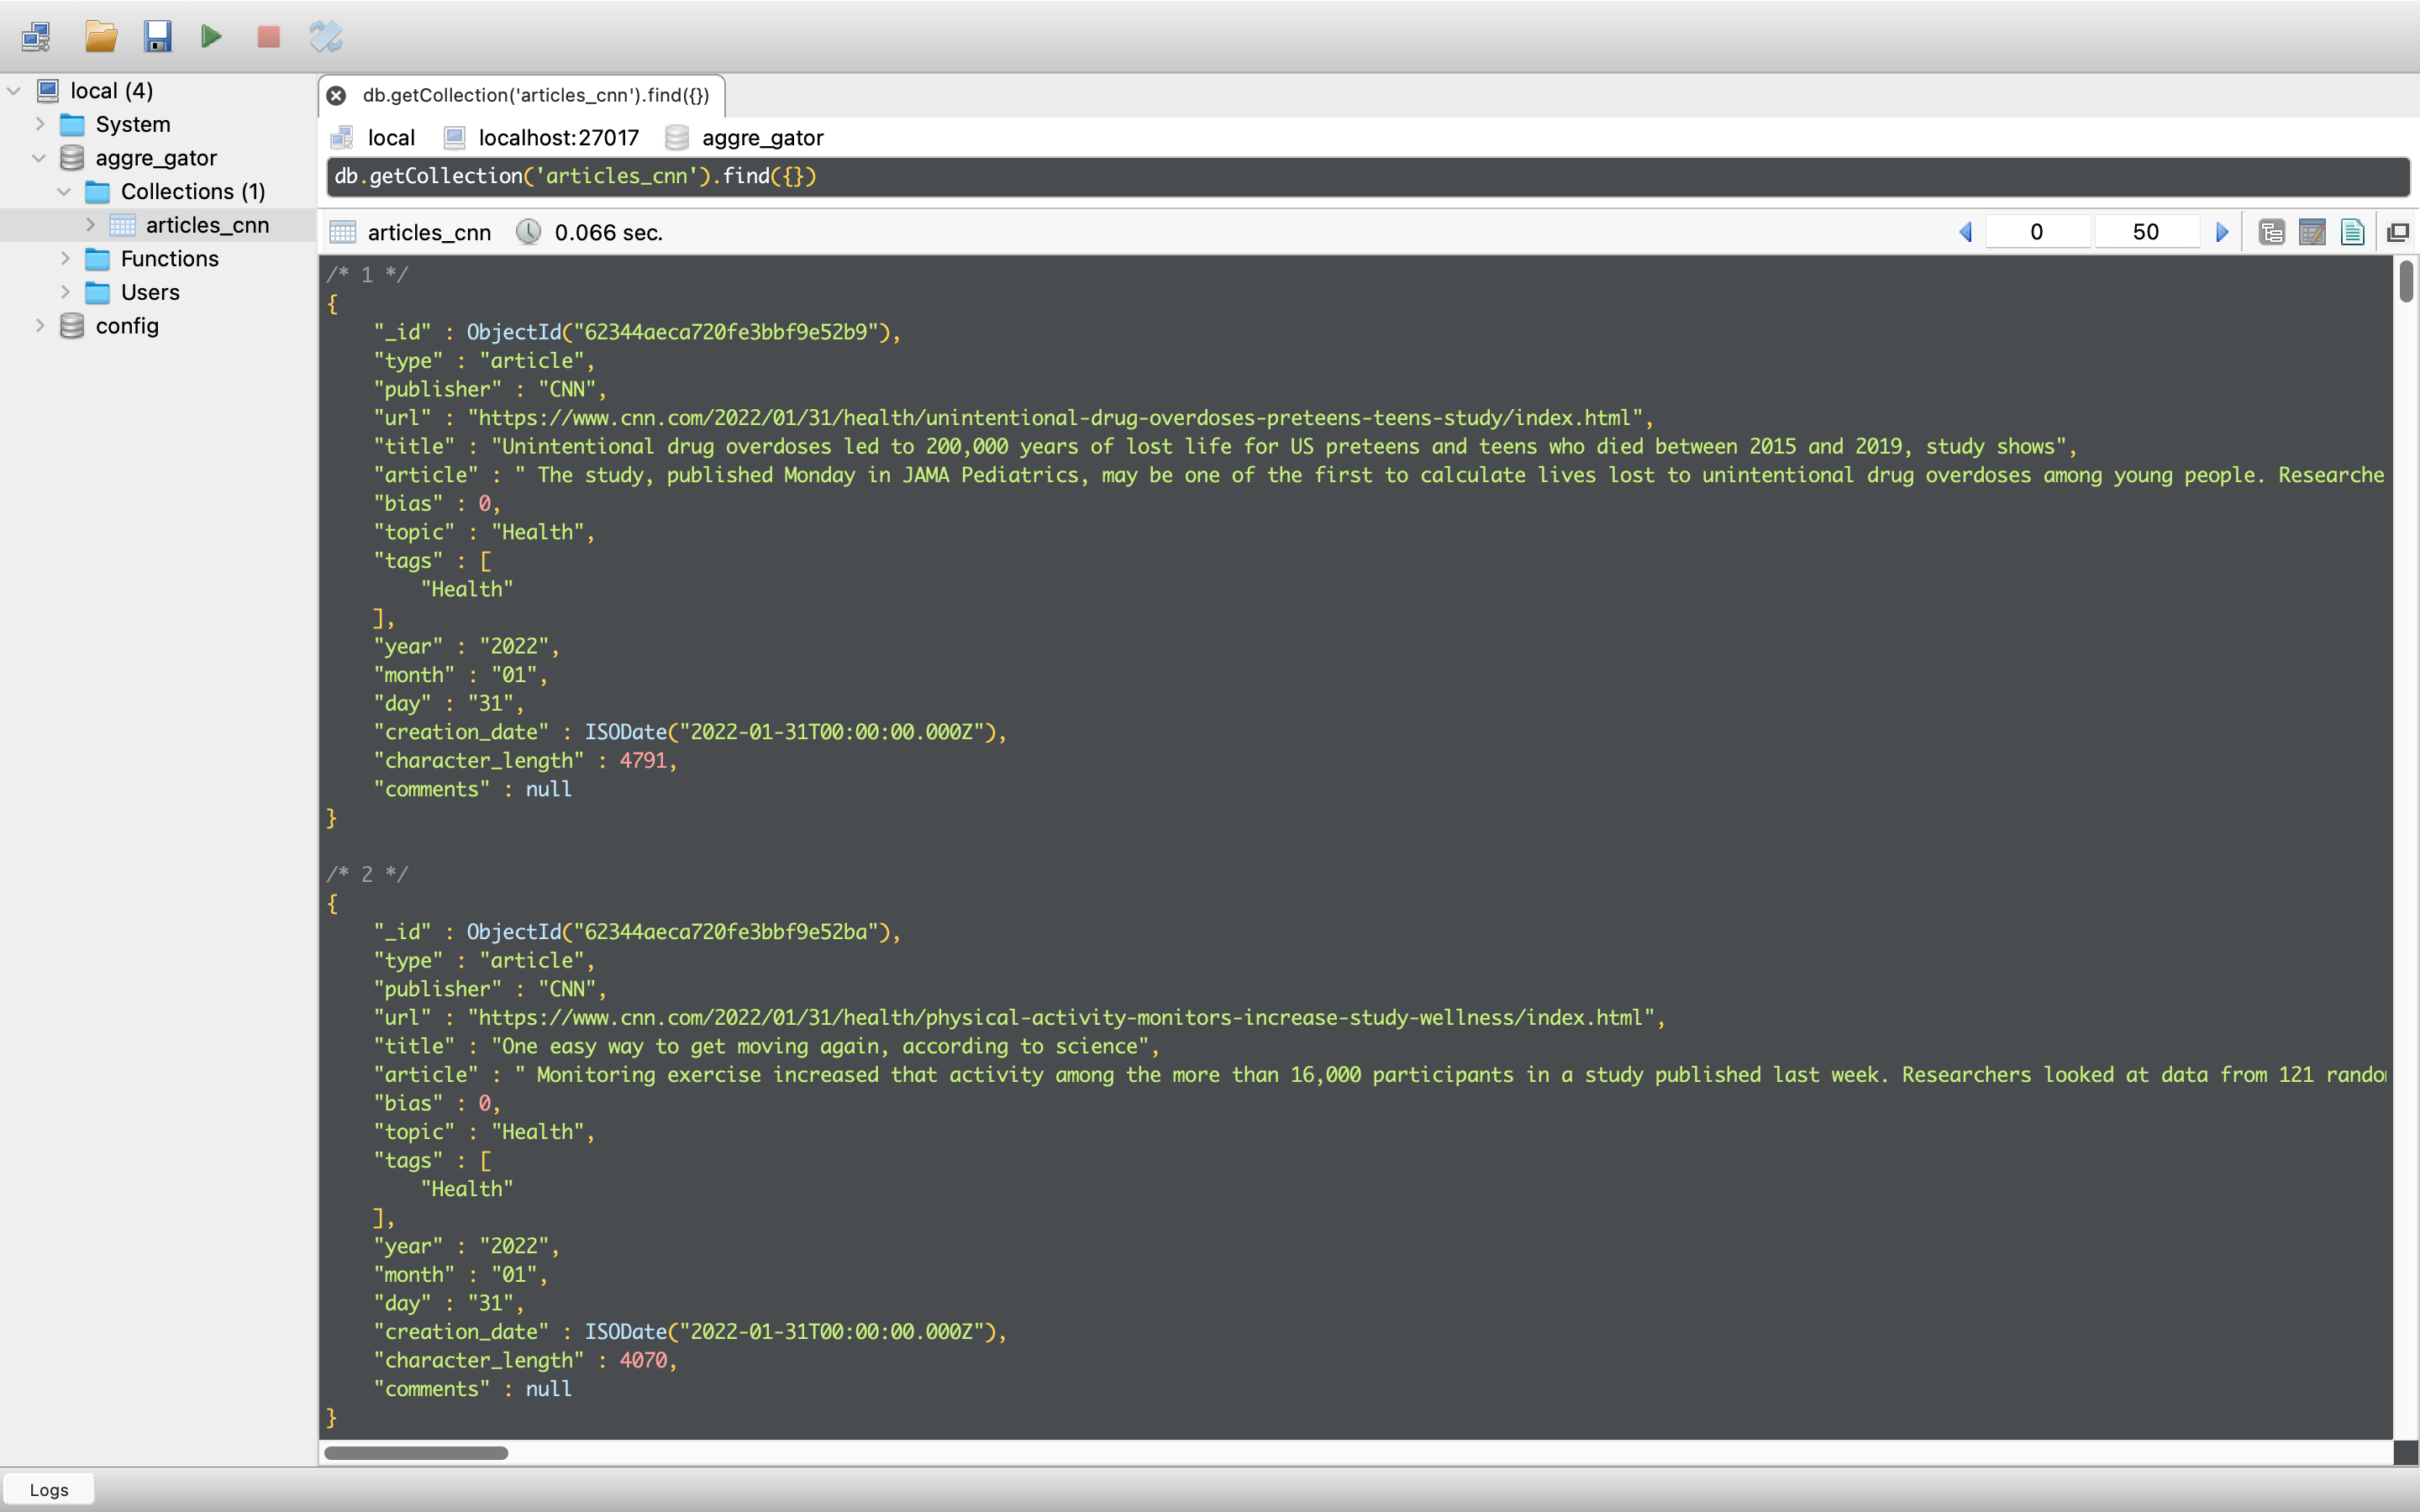 local (4)
System
aggre_gator
Collections (1)
articles_cnn
Functions
Users
config
db.getCollection('articles_cnn').find({})
local localhost:27017 aggre_gator
db.getCollection('articles_cnn').find({})
articles_cnn 0.066 sec. 0 50
/* 1 */
{
    "_id" : ObjectId("62344aeca720fe3bbf9e52b9"),
    "type" : "article",
    "publisher" : "CNN",
    "url" : "https://www.cnn.com/2022/01/31/health/unintentional-drug-overdoses-preteens-teens-study/index.html",
    "title" : "Unintentional drug overdoses led to 200,000 years of lost life for US preteens and teens who died between 2015 and 2019, study shows",
    "article" : " The study, published Monday in JAMA Pediatrics, may be one of the first to calculate lives lost to unintentional drug overdoses among young people. Researche
    "bias" : 0,
    "topic" : "Health",
    "tags" : [
        "Health"
    ],
    "year" : "2022",
    "month" : "01",
    "day" : "31",
    "creation_date" : ISODate("2022-01-31T00:00:00.000Z"),
    "character_length" : 4791,
    "comments" : null
}
/* 2 */
{
    "_id" : ObjectId("62344aeca720fe3bbf9e52ba"),
    "type" : "article",
    "publisher" : "CNN",
    "url" : "https://www.cnn.com/2022/01/31/health/physical-activity-monitors-increase-study-wellness/index.html",
    "title" : "One easy way to get moving again, according to science",
    "article" : " Monitoring exercise increased that activity among the more than 16,000 participants in a study published last week. Researchers looked at data from 121 rando
    "bias" : 0,
    "topic" : "Health",
    "tags" : [
        "Health"
    ],
    "year" : "2022",
    "month" : "01",
    "day" : "31",
    "creation_date" : ISODate("2022-01-31T00:00:00.000Z"),
    "character_length" : 4070,
    "comments" : null
}
Logs